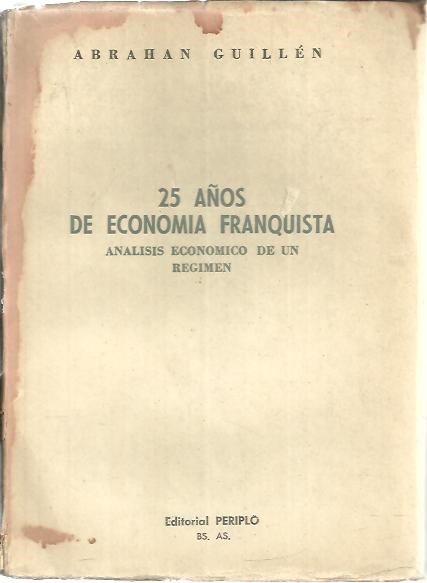 ABRAHAN GUILLÉN
25 AÑOS
DE ECONOMIA FRANQUISTA
ANALISIS ECONOMICO DE UN
REGIMEN
Editorial PERIPLO
BS. AS.